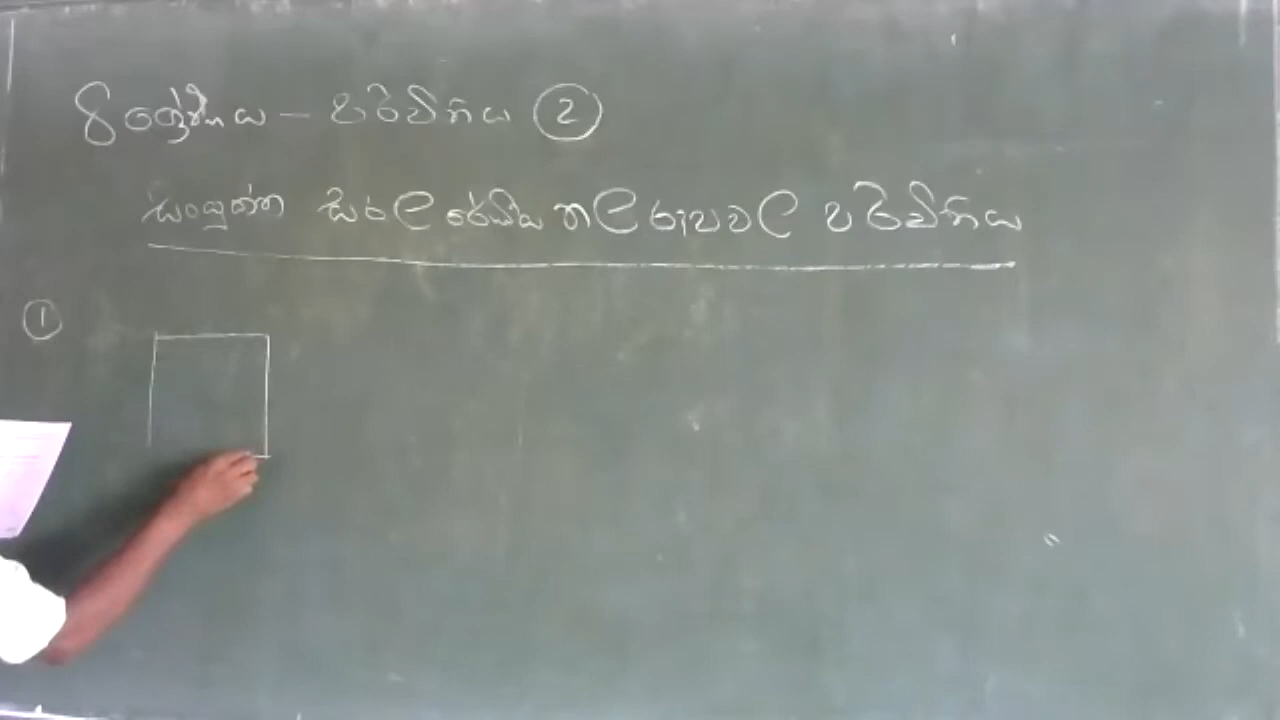 8 ශ්‍රේණිය – පරිමිතිය ②
සංයුක්ත සරල රේඛීය තල රූපවල පරිමිතිය
①